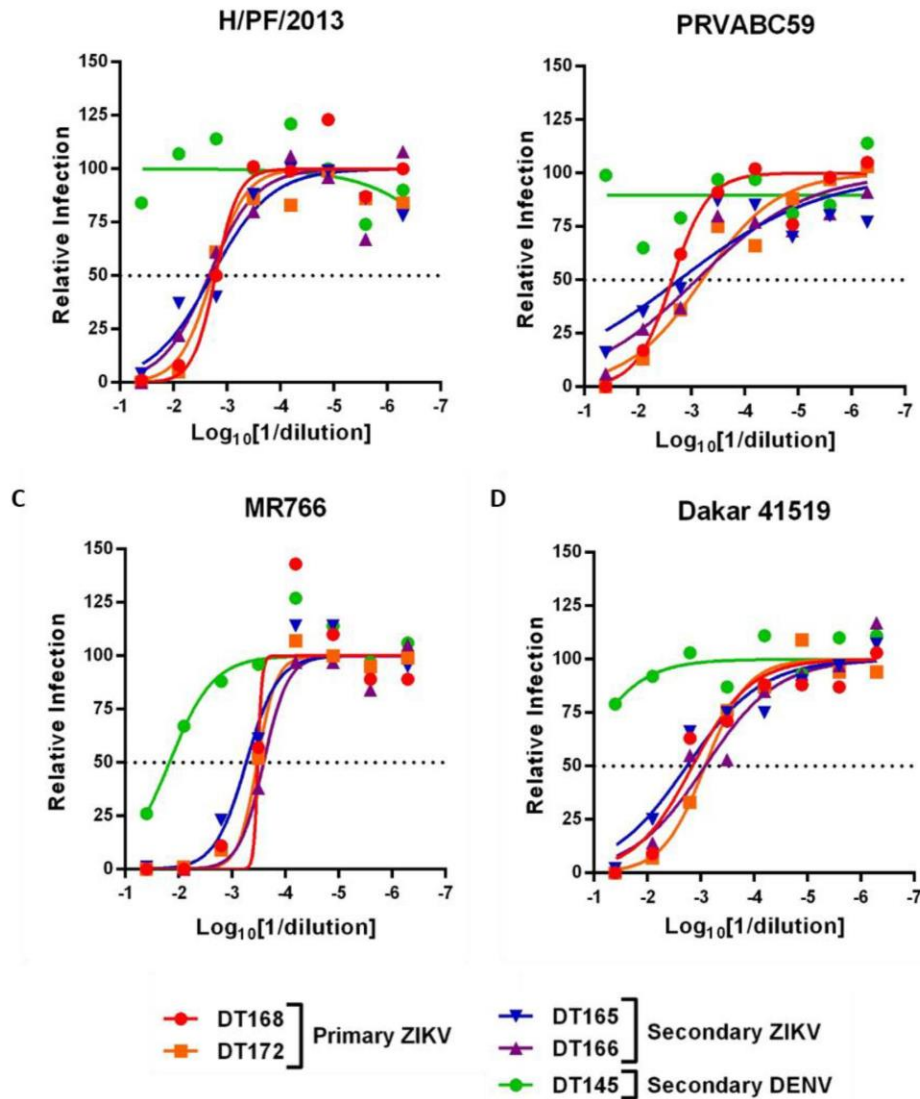 H/PF/2013
PRVABC59
150
125
100
75
50
25
0
Relative Infection
-1 -2 -3 -4 -5 -6 -7
Log10[1/dilution]
150
125
100
75
50
25
0
Relative Infection
-1 -2 -3 -4 -5 -6 -7
Log10[1/dilution]
C
MR766
D
Dakar 41519
150
125
100
75
50
25
0
Relative Infection
-1 -2 -3 -4 -5 -6 -7
Log10[1/dilution]
150
125
100
75
50
25
0
Relative Infection
-1 -2 -3 -4 -5 -6 -7
Log10[1/dilution]
DT168
DT172
Primary ZIKV
DT165
DT166
Secondary ZIKV
DT145
Secondary DENV